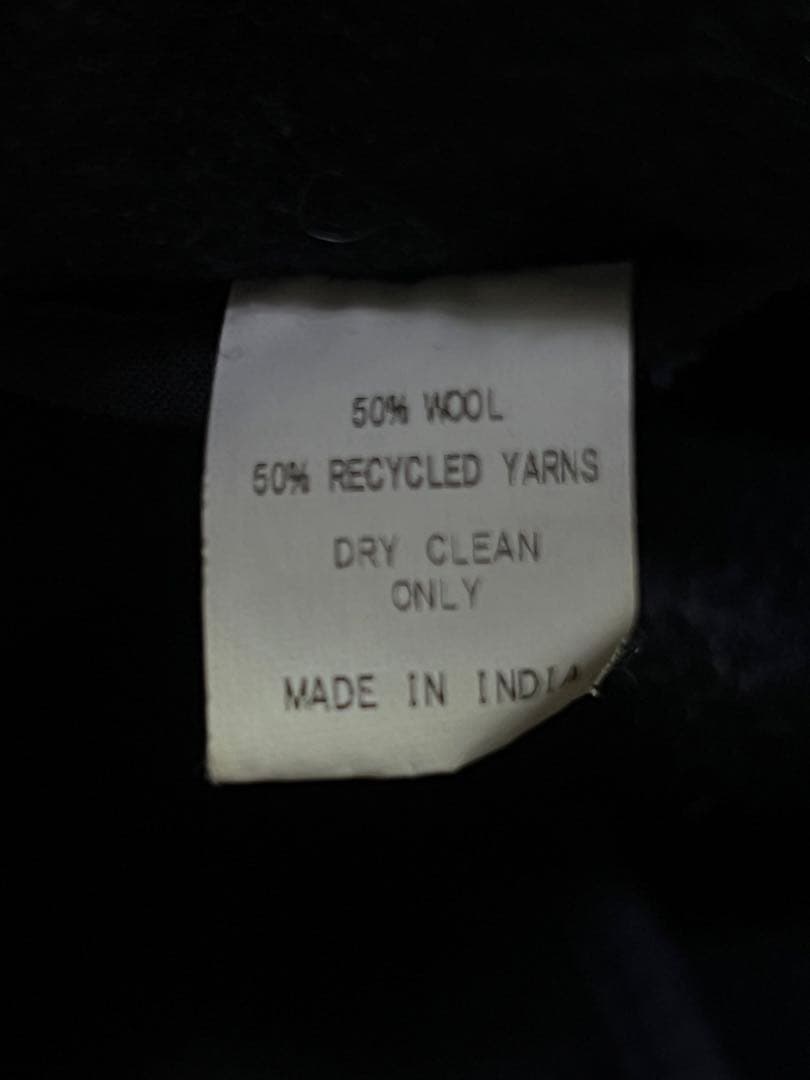 50% WOOL
50% RECYCLED YARNS
DRY CLEAN
ONLY
MADE IN INDIA